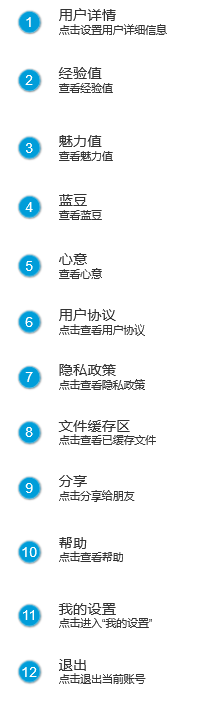 1
用户详情
点击设置用户详细信息
2
经验值
查看经验值
3
魅力值
查看魅力值
4
蓝豆
查看蓝豆
5
心意
查看心意
6
用户协议
点击查看用户协议
7
隐私政策
点击查看隐私政策
8
文件缓存区
点击查看已缓存文件
9
分享
点击分享给朋友
10
帮助
点击查看帮助
11
我的设置
点击进入“我的设置”
12
退出
点击退出当前账号